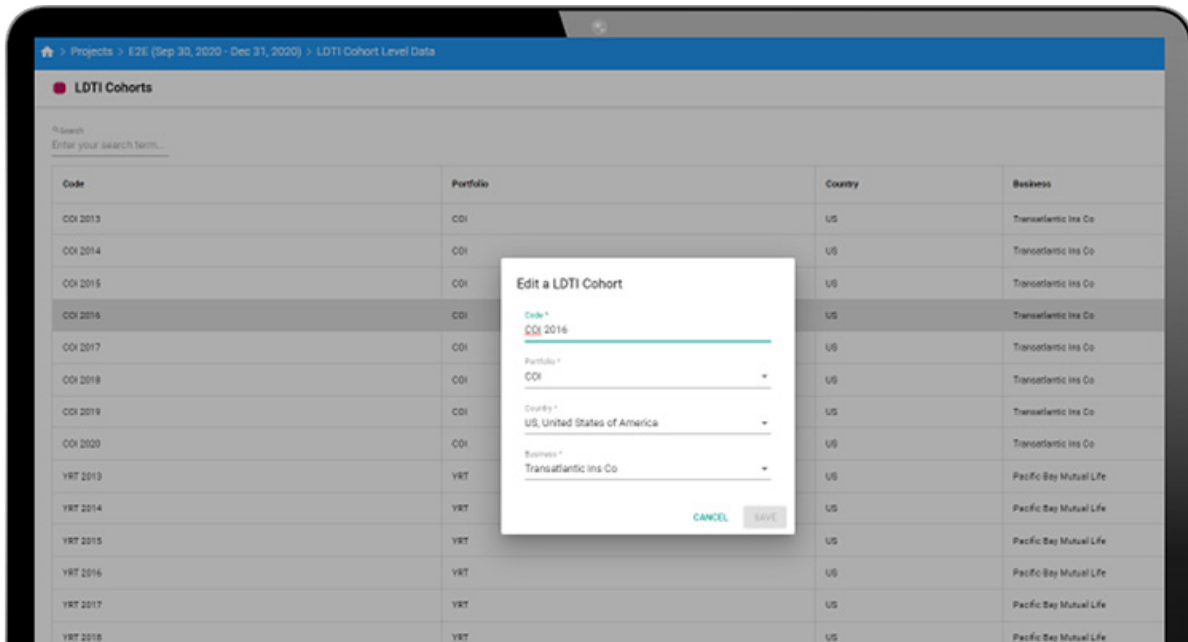 > Projects > E2E (Sep 30, 2020 - Dec 31, 2020) > LDTI Cohort Level Data
LDTI Cohorts
Search
Enter your search term...
Code Portfolio Country Business
COI 2013 COI US Transatlantic Ins Co
COI 2014 COI US Transatlantic Ins Co
COI 2015 COI US Transatlantic Ins Co
COI 2016 COI US Transatlantic Ins Co
COI 2017 COI US Transatlantic Ins Co
COI 2018 COI US Transatlantic Ins Co
COI 2019 COI US Transatlantic Ins Co
COI 2020 COI US Transatlantic Ins Co
YRT 2013 YRT US Pacific Bay Mutual Life
YRT 2014 YRT US Pacific Bay Mutual Life
YRT 2015 YRT US Pacific Bay Mutual Life
YRT 2016 YRT US Pacific Bay Mutual Life
YRT 2017 YRT US Pacific Bay Mutual Life
YRT 2018 YRT US Pacific Bay Mutual Life
Edit a LDTI Cohort
Code *
COI 2016
Portfolio *
COI
Country *
US, United States of America
Business *
Transatlantic Ins Co
CANCEL SAVE